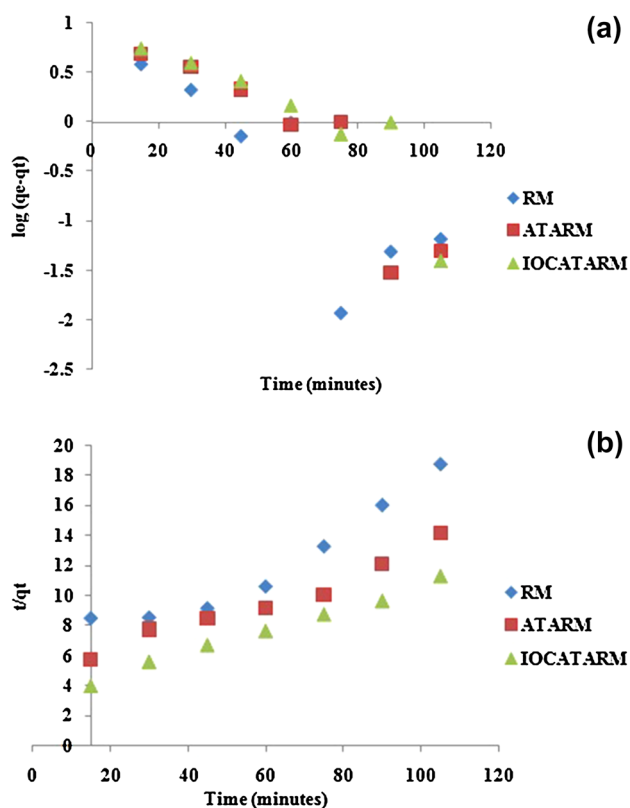 (a)
1
0.5
0
-0.5
-1
-1.5
-2
-2.5
0 20 40 60 80 100 120
log (qe-qt)
Time (minutes)
RM
ATARM
IOCATARM
(b)
20
18
16
14
12
10
8
6
4
2
0
0 20 40 60 80 100 120
t/qt
Time (minutes)
RM
ATARM
IOCATARM